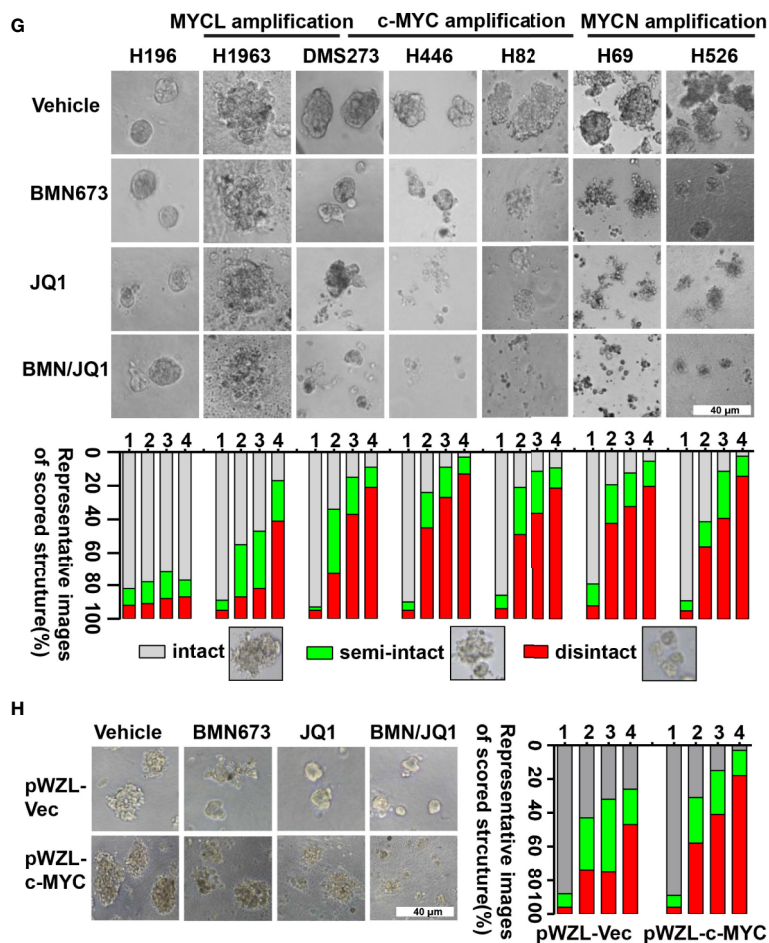 G
MYCL amplification c-MYC amplification MYCN amplification
H196 H1963 DMS273 H446 H82 H69 H526
Vehicle
BMN673
JQ1
BMN/JQ1
40 µm
1 2 3 4 1 2 3 4 1 2 3 4 1 2 3 4 1 2 3 4 1 2 3 4 1 2 3 4
Representative images
of scored strcuture(%)
0
20
40
60
80
100
intact semi-intact disintact
H
Vehicle BMN673 JQ1 BMN/JQ1
pWZL-
Vec
pWZL-
c-MYC
40 µm
Representative images
of scored strcuture(%)
1 2 3 4 1 2 3 4
0
20
40
60
80
100
pWZL-Vec pWZL-c-MYC